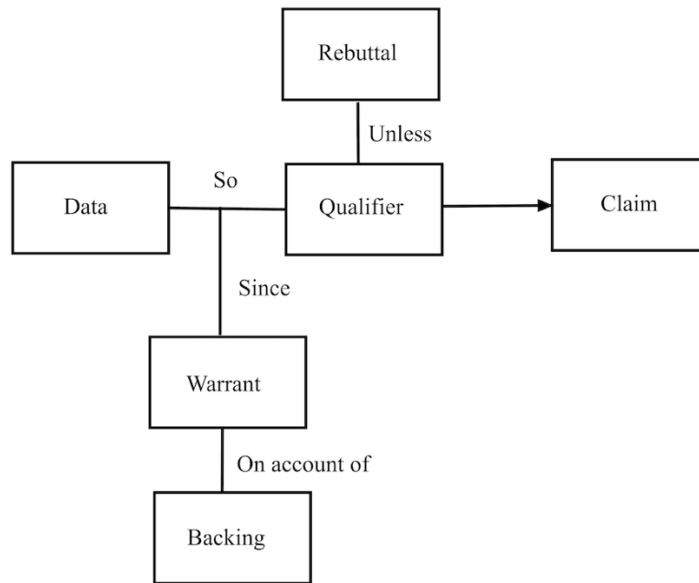 Rebuttal
Unless
So
Data
Qualifier
Claim
Since
Warrant
On account of
Backing